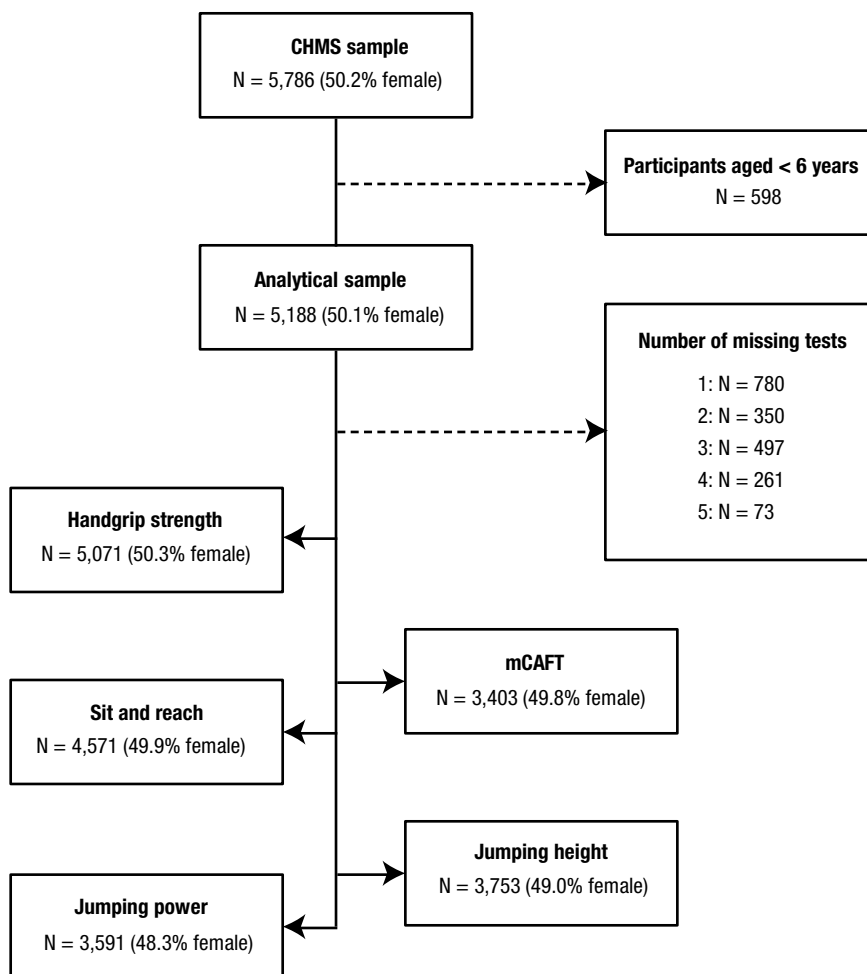 CHMS sample
N = 5,786 (50.2% female)
Participants aged < 6 years
N = 598
Analytical sample
N = 5,188 (50.1% female)
Number of missing tests
1: N = 780
2: N = 350
3: N = 497
4: N = 261
5: N = 73
Handgrip strength
N = 5,071 (50.3% female)
mCAFT
N = 3,403 (49.8% female)
Sit and reach
N = 4,571 (49.9% female)
Jumping height
N = 3,753 (49.0% female)
Jumping power
N = 3,591 (48.3% female)